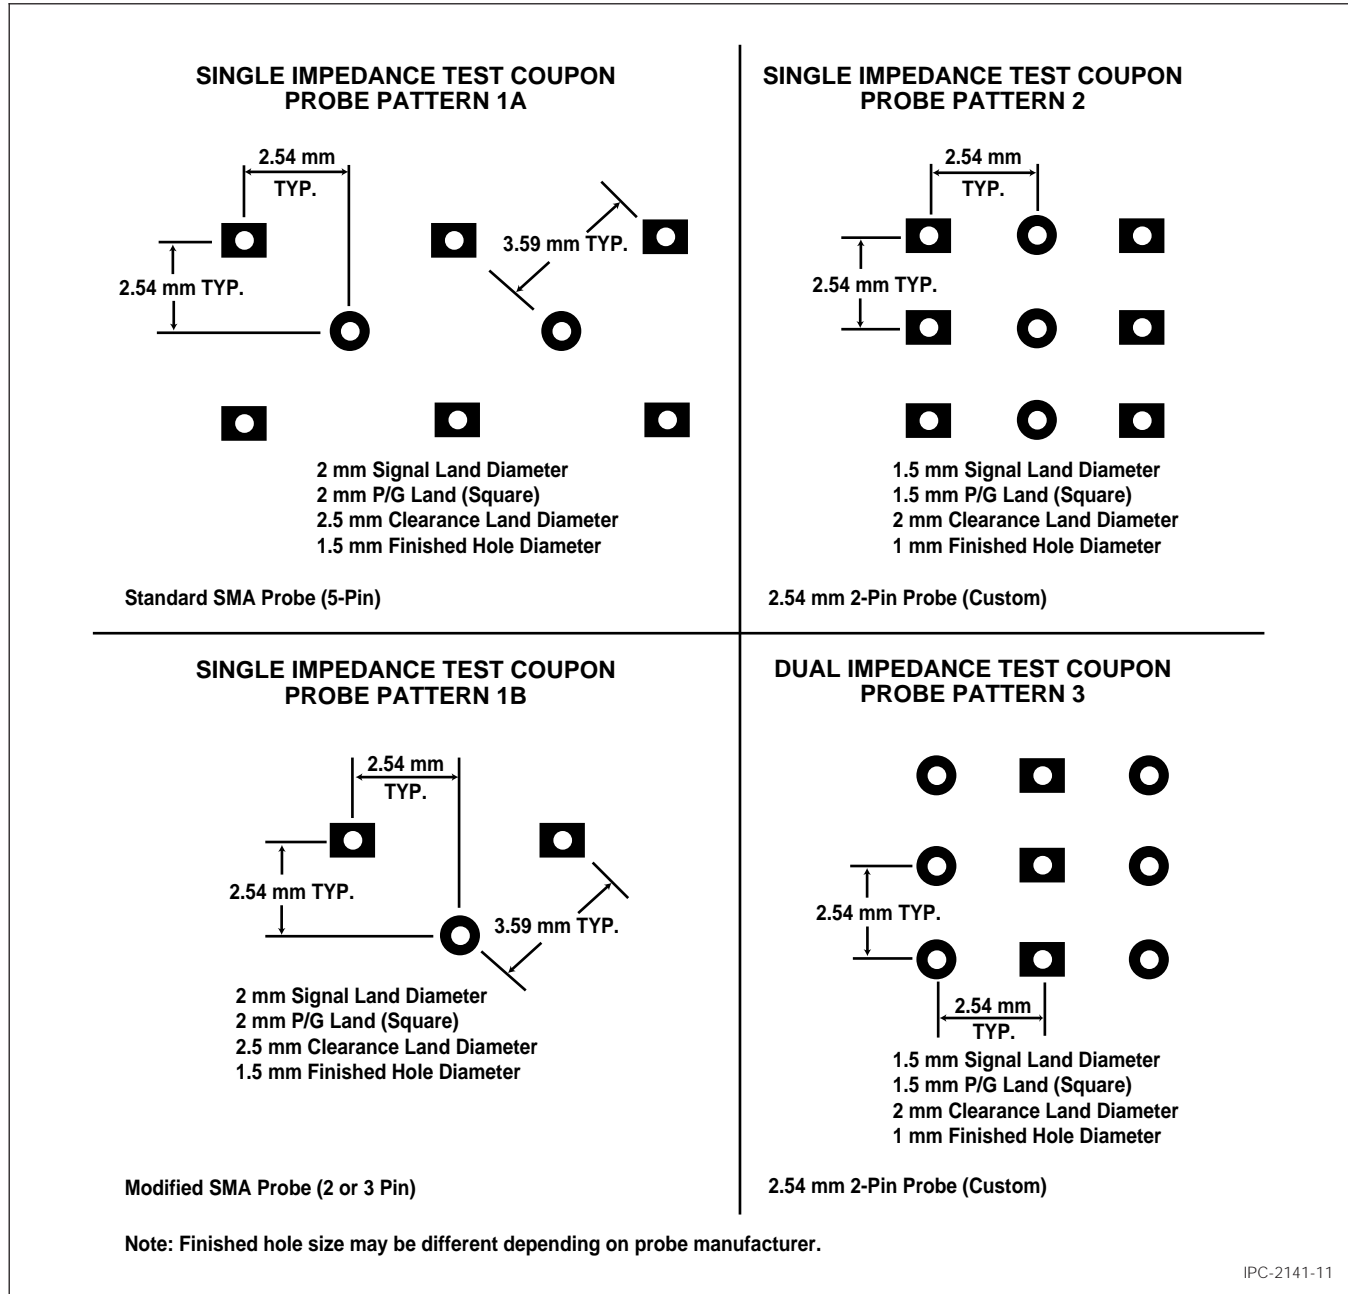 SINGLE IMPEDANCE TEST COUPON
PROBE PATTERN 1A
2.54 mm
TYP.
3.59 mm TYP.
2.54 mm TYP.
2 mm Signal Land Diameter
2 mm P/G Land (Square)
2.5 mm Clearance Land Diameter
1.5 mm Finished Hole Diameter
Standard SMA Probe (5-Pin)
SINGLE IMPEDANCE TEST COUPON
PROBE PATTERN 2
2.54 mm
TYP.
2.54 mm TYP.
1.5 mm Signal Land Diameter
1.5 mm P/G Land (Square)
2 mm Clearance Land Diameter
1 mm Finished Hole Diameter
2.54 mm 2-Pin Probe (Custom)
SINGLE IMPEDANCE TEST COUPON
PROBE PATTERN 1B
2.54 mm
TYP.
2.54 mm TYP.
3.59 mm TYP.
2 mm Signal Land Diameter
2 mm P/G Land (Square)
2.5 mm Clearance Land Diameter
1.5 mm Finished Hole Diameter
Modified SMA Probe (2 or 3 Pin)
DUAL IMPEDANCE TEST COUPON
PROBE PATTERN 3
2.54 mm TYP.
2.54 mm
TYP.
1.5 mm Signal Land Diameter
1.5 mm P/G Land (Square)
2 mm Clearance Land Diameter
1 mm Finished Hole Diameter
2.54 mm 2-Pin Probe (Custom)
Note: Finished hole size may be different depending on probe manufacturer.
IPC-2141-11